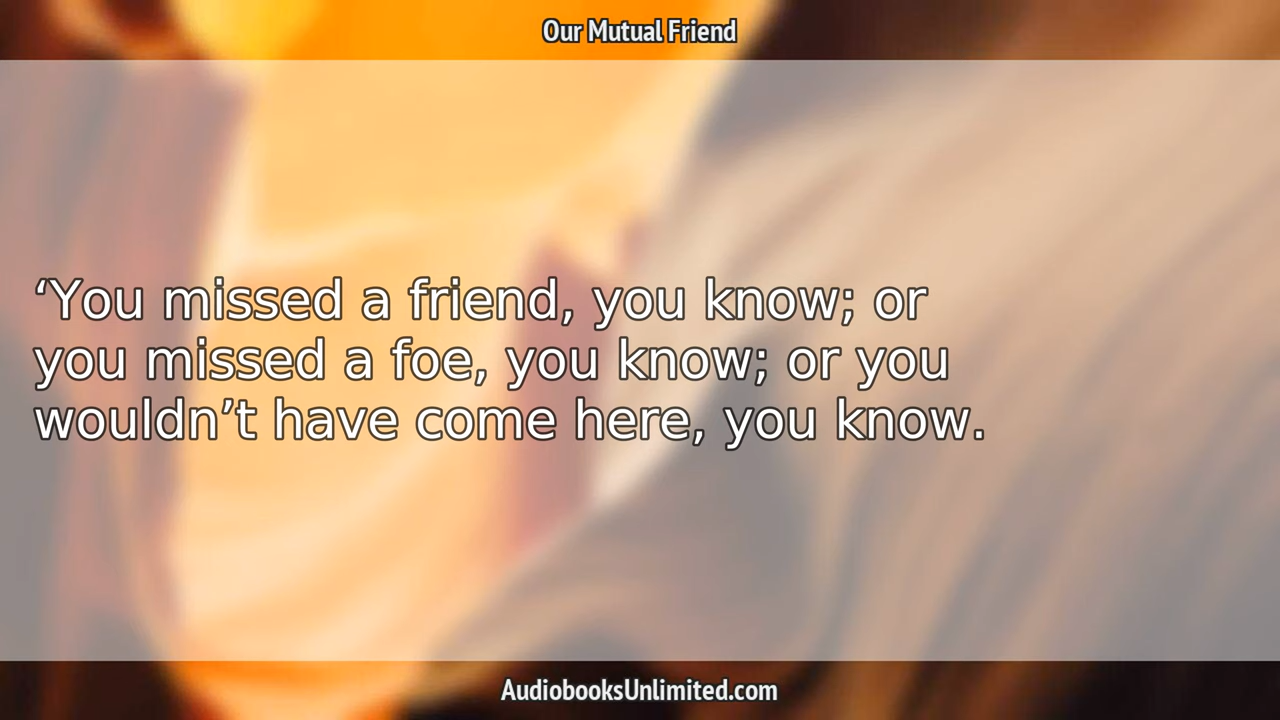 Our Mutual Friend
‘You missed a friend, you know; or
you missed a foe, you know; or you
wouldn’t have come here, you know.
AudiobooksUnlimited.com